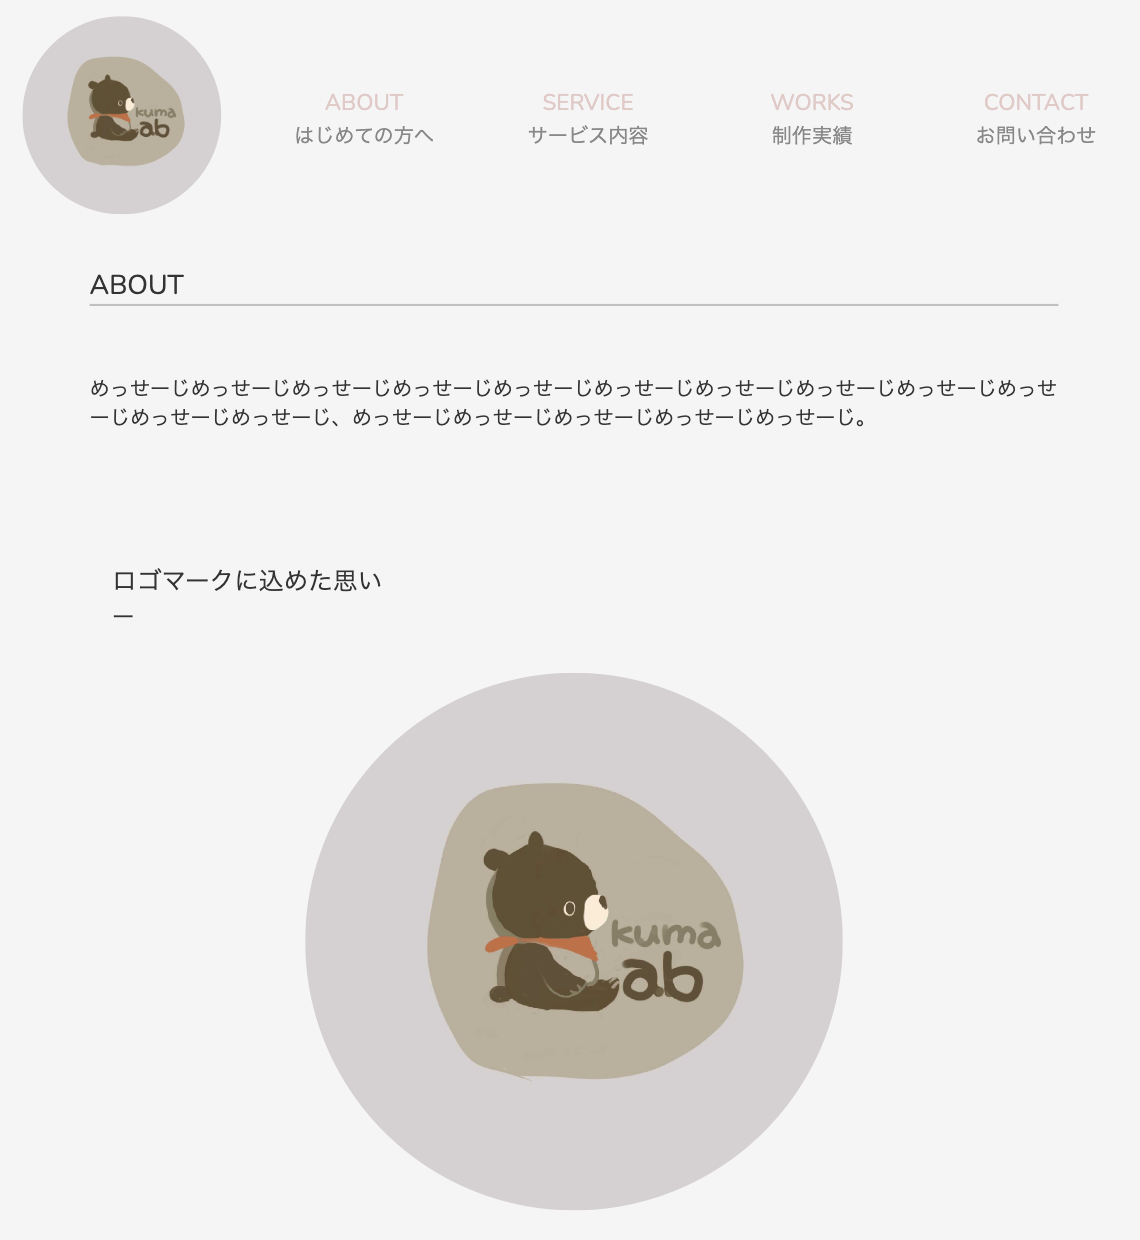 kuma
ab
ABOUT
はじめての方へ
SERVICE
サービス内容
WORKS
制作実績
CONTACT
お問い合わせ
ABOUT
めっせーじめっせーじめっせーじめっせーじめっせーじめっせーじめっせーじめっせーじめっせーじめっせ
ーじめっせーじめっせーじ、めっせーじめっせーじめっせーじめっせーじめっせーじ。
ロゴマークに込めた思い
ー
kuma
ab